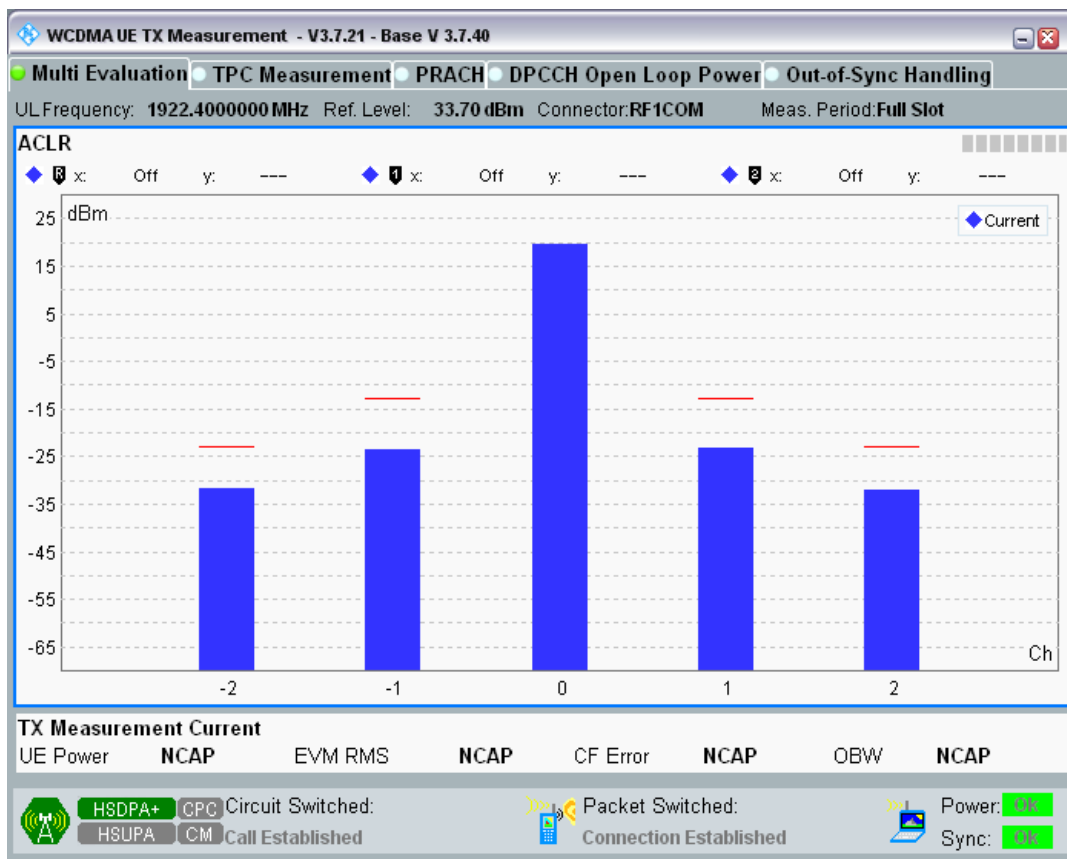 WCDMA UE TX Measurement - V3.7.21 - Base V 3.7.40
Multi Evaluation TPC Measurement PRACH DPCCH Open Loop Power Out-of-Sync Handling
UL Frequency: 1922.4000000 MHz Ref. Level: 33.70 dBm Connector:RF1COM Meas. Period:Full Slot
ACLR
R x: Off y: --- 1 x: Off y: --- 2 x: Off y: ---
dBm
Current
25
15
5
-5
-15
-25
-35
-45
-55
-65
Ch
-2 -1 0 1 2
TX Measurement Current
UE Power NCAP EVM RMS NCAP CF Error NCAP OBW NCAP
HSDPA+ CPC Circuit Switched: Packet Switched: Power: Ok
HSUPA CM Call Established Connection Established Sync: Ok